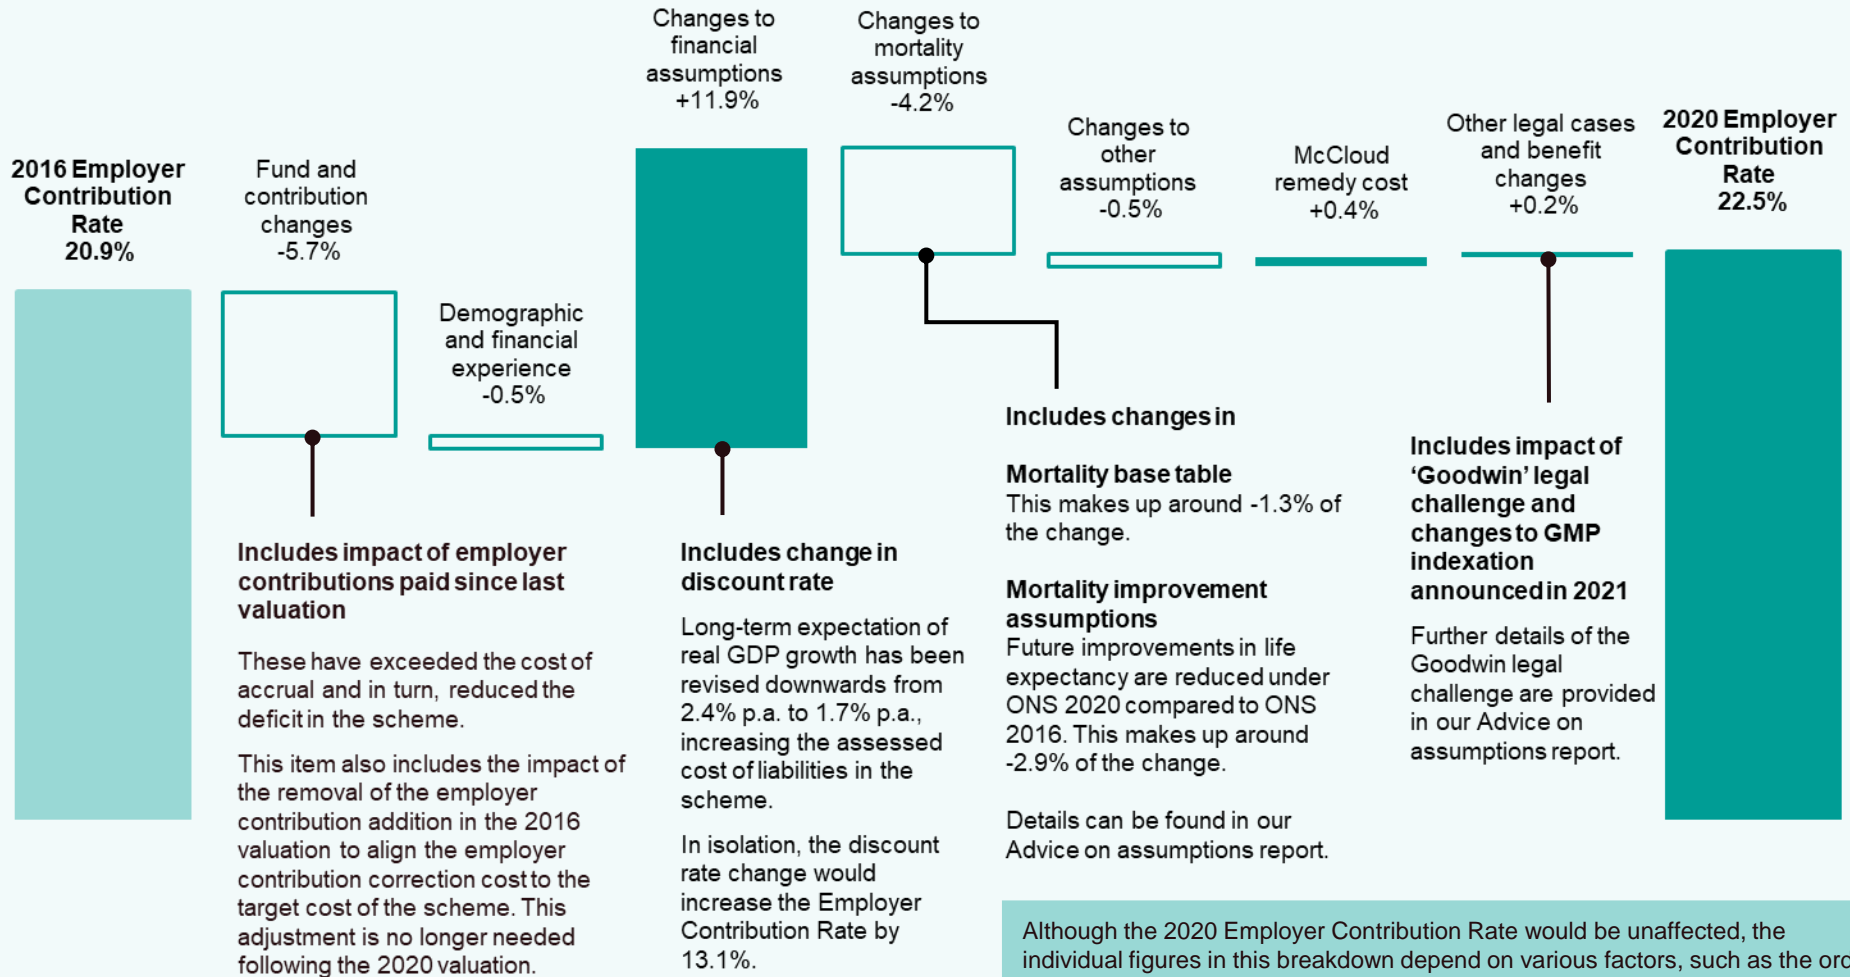 2016 Employer
Contribution
Rate
20.9%
Fund and
contribution
changes
-5.7%
Demographic
and financial
experience
-0.5%
Changes to
financial
assumptions
+11.9%
Changes to
mortality
assumptions
-4.2%
Changes to
other
assumptions
-0.5%
McCloud
remedy cost
+0.4%
Other legal cases
and benefit
changes
+0.2%
2020 Employer
Contribution
Rate
22.5%
Includes impact of employer
contributions paid since last
valuation
These have exceeded the cost of
accrual and in turn, reduced the
deficit in the scheme.
This item also includes the impact of
the removal of the employer
contribution addition in the 2016
valuation to align the employer
contribution correction cost to the
target cost of the scheme. This
adjustment is no longer needed
following the 2020 valuation.
Includes change in
discount rate
Long-term expectation of
real GDP growth has been
revised downwards from
2.4% p.a. to 1.7% p.a.,
increasing the assessed
cost of liabilities in the
scheme.
In isolation, the discount
rate change would
increase the Employer
Contribution Rate by
13.1%.
Includes changes in
Mortality base table
This makes up around -1.3% of
the change.
Mortality improvement
assumptions
Future improvements in life
expectancy are reduced under
ONS 2020 compared to ONS
2016. This makes up around
-2.9% of the change.
Details can be found in our
Advice on assumptions report.
Includes impact of
‘Goodwin’ legal
challenge and
changes to GMP
indexation
announced in 2021
Further details of the
Goodwin legal
challenge are provided
in our Advice on
assumptions report.
Although the 2020 Employer Contribution Rate would be unaffected, the
individual figures in this breakdown depend on various factors, such as the